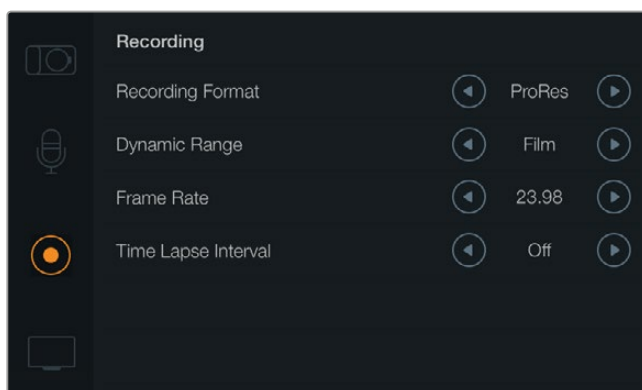 Recording
Recording Format ProRes
Dynamic Range Film
Frame Rate 23.98
Time Lapse Interval Off